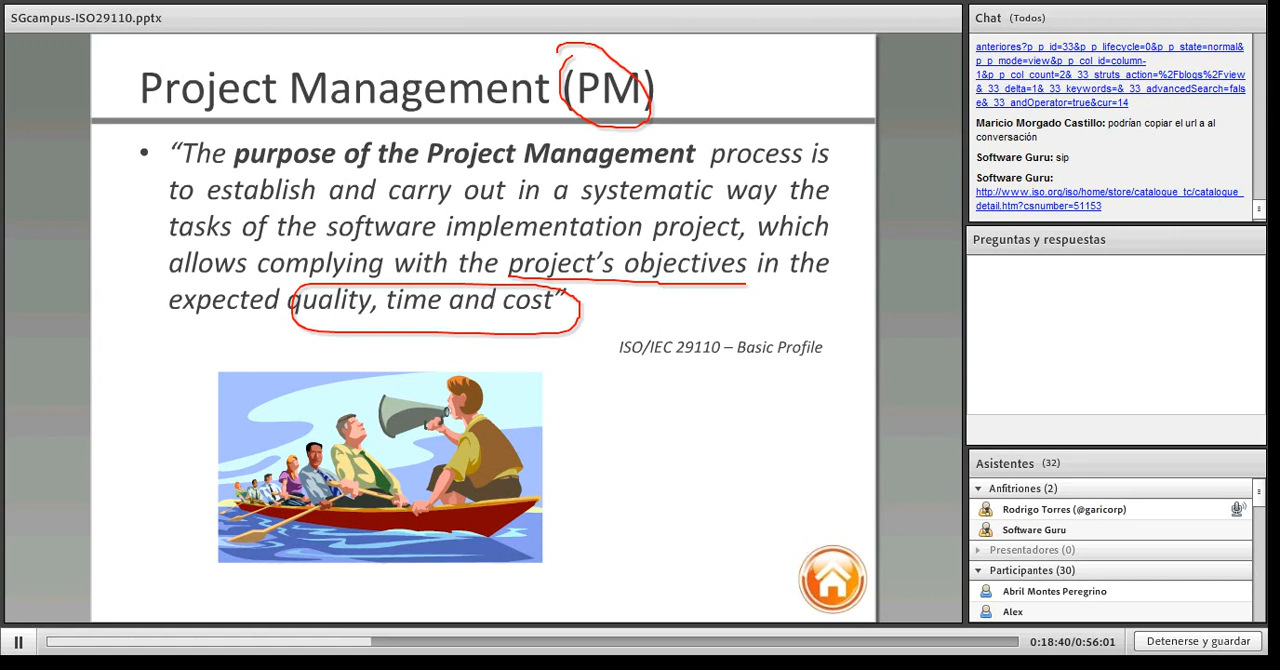 SGcampus-ISO29110.pptx
Project Management (PM)
• “The purpose of the Project Management process is
to establish and carry out in a systematic way the
tasks of the software implementation project, which
allows complying with the project’s objectives in the
expected quality, time and cost”
ISO/IEC 29110 – Basic Profile
Chat (Todos)
anteriores?p_p_id=33&p_p_lifecycle=0&p_p_state=normal&
p_p_mode=view&p_p_col_id=column-
1&p_p_col_count=2&_33_struts_action=%2Fblogs%2Fview
&_33_delta=1&_33_keywords=&_33_advancedSearch=fals
e&_33_andOperator=true&cur=14
Maricio Morgado Castillo: podrían copiar el url a al
conversación
Software Guru: sip
Software Guru:
http://www.iso.org/iso/home/store/catalogue_tc/catalogue_
detail.htm?csnumber=51153
Preguntas y respuestas
Asistentes (32)
Anfitriones (2)
Rodrigo Torres (@garicorp)
Software Guru
Presentadores (0)
Participantes (30)
Abril Montes Peregrino
Alex
0:18:40/0:56:01
Detenerse y guardar